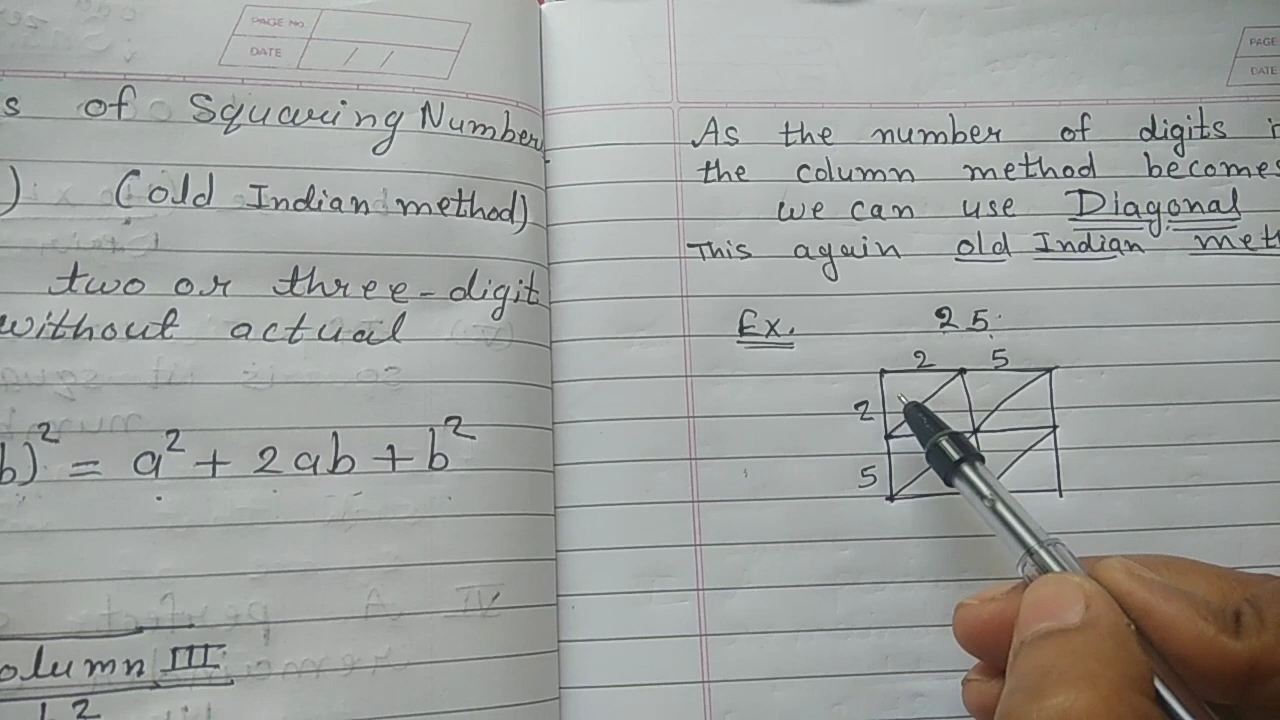 PAGE No.
DATE / /
s of Squaring Number
) (old Indian method)
two or three-digit
without actual
b)² = a² + 2ab + b²
olumn III
PAGE
DATE
As the number of digits i
the column method becomes
we can use Diagonal
This again old Indian meth
Ex. 25.
2 5
2
5